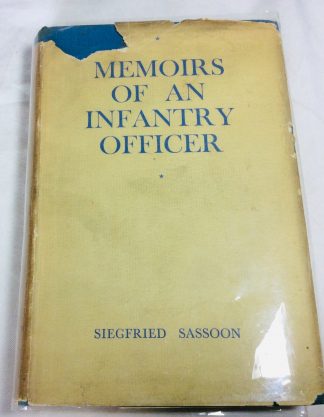 MEMOIRS
OF AN
INFANTRY
OFFICER
SIEGFRIED SASSOON